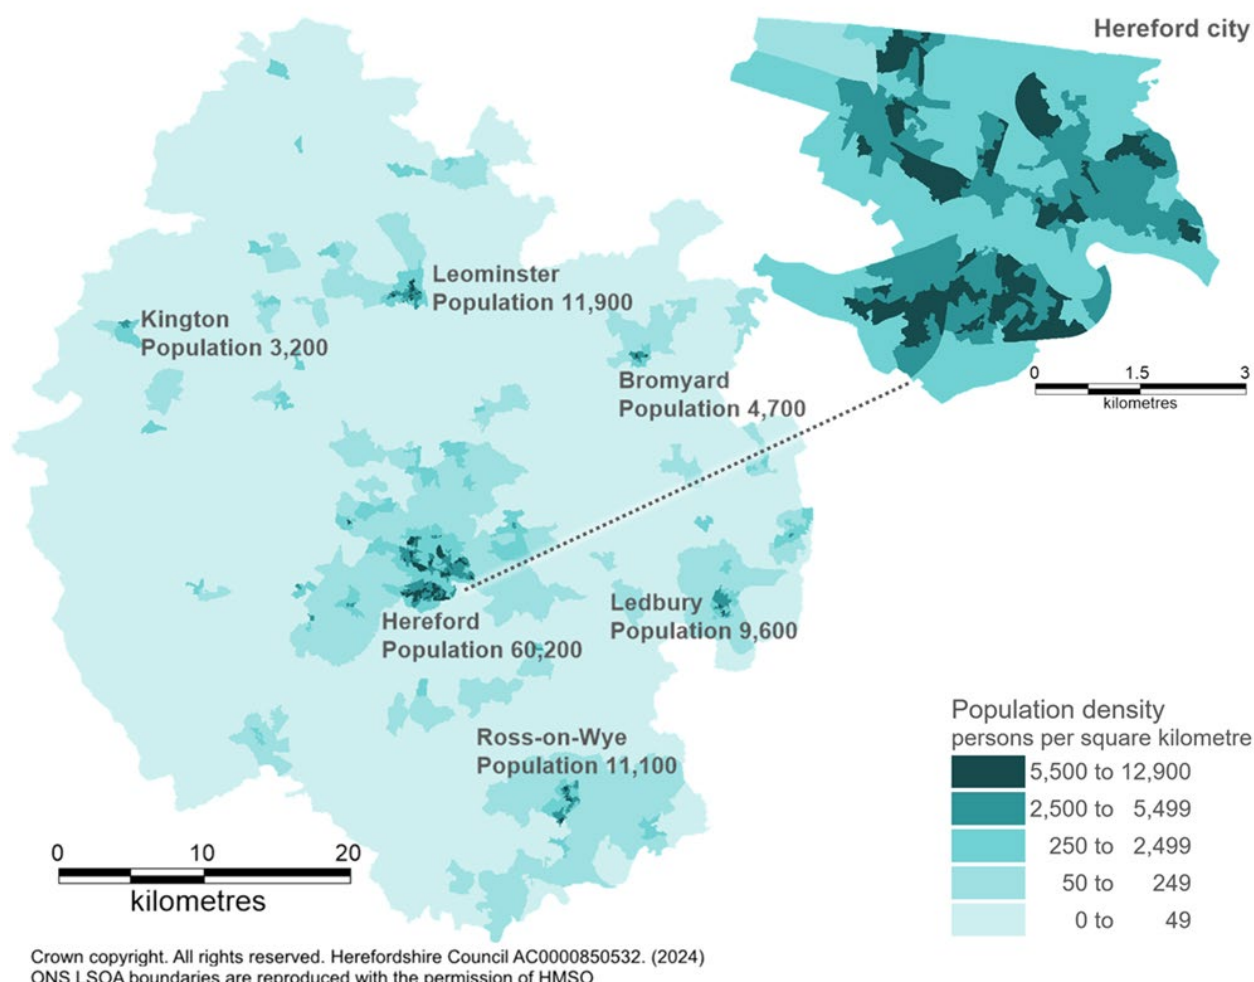 Hereford city
Leominster
Population 11,900
Kington
Population 3,200
Bromyard
Population 4,700
0 1.5 3
kilometres
Hereford
Population 60,200
Ledbury
Population 9,600
Ross-on-Wye
Population 11,100
Population density
persons per square kilometre
5,500 to 12,900
2,500 to 5,499
250 to 2,499
50 to 249
0 to 49
0 10 20
kilometres
Crown copyright. All rights reserved. Herefordshire Council AC0000850532. (2024)
ONS LSOA boundaries are reproduced with the permission of HMSO